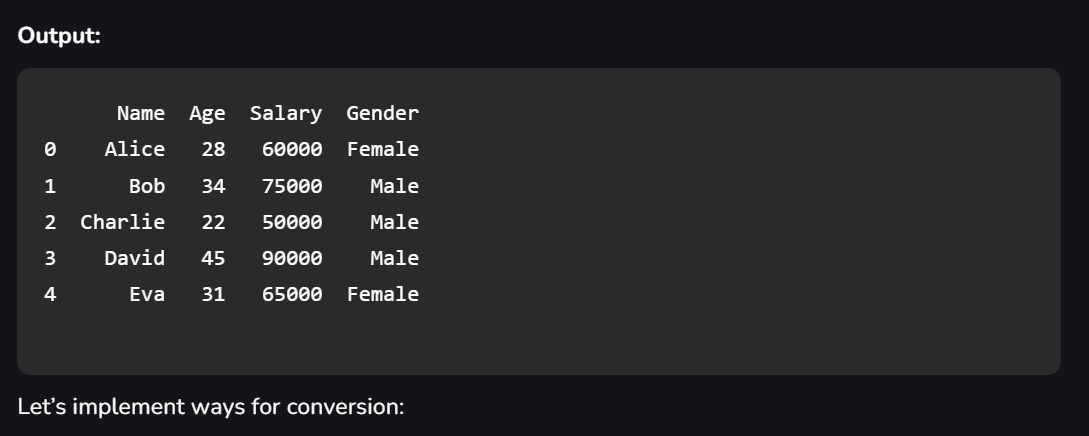 Output:
Name Age Salary Gender
0 Alice 28 60000 Female
1 Bob 34 75000 Male
2 Charlie 22 50000 Male
3 David 45 90000 Male
4 Eva 31 65000 Female
Let’s implement ways for conversion: